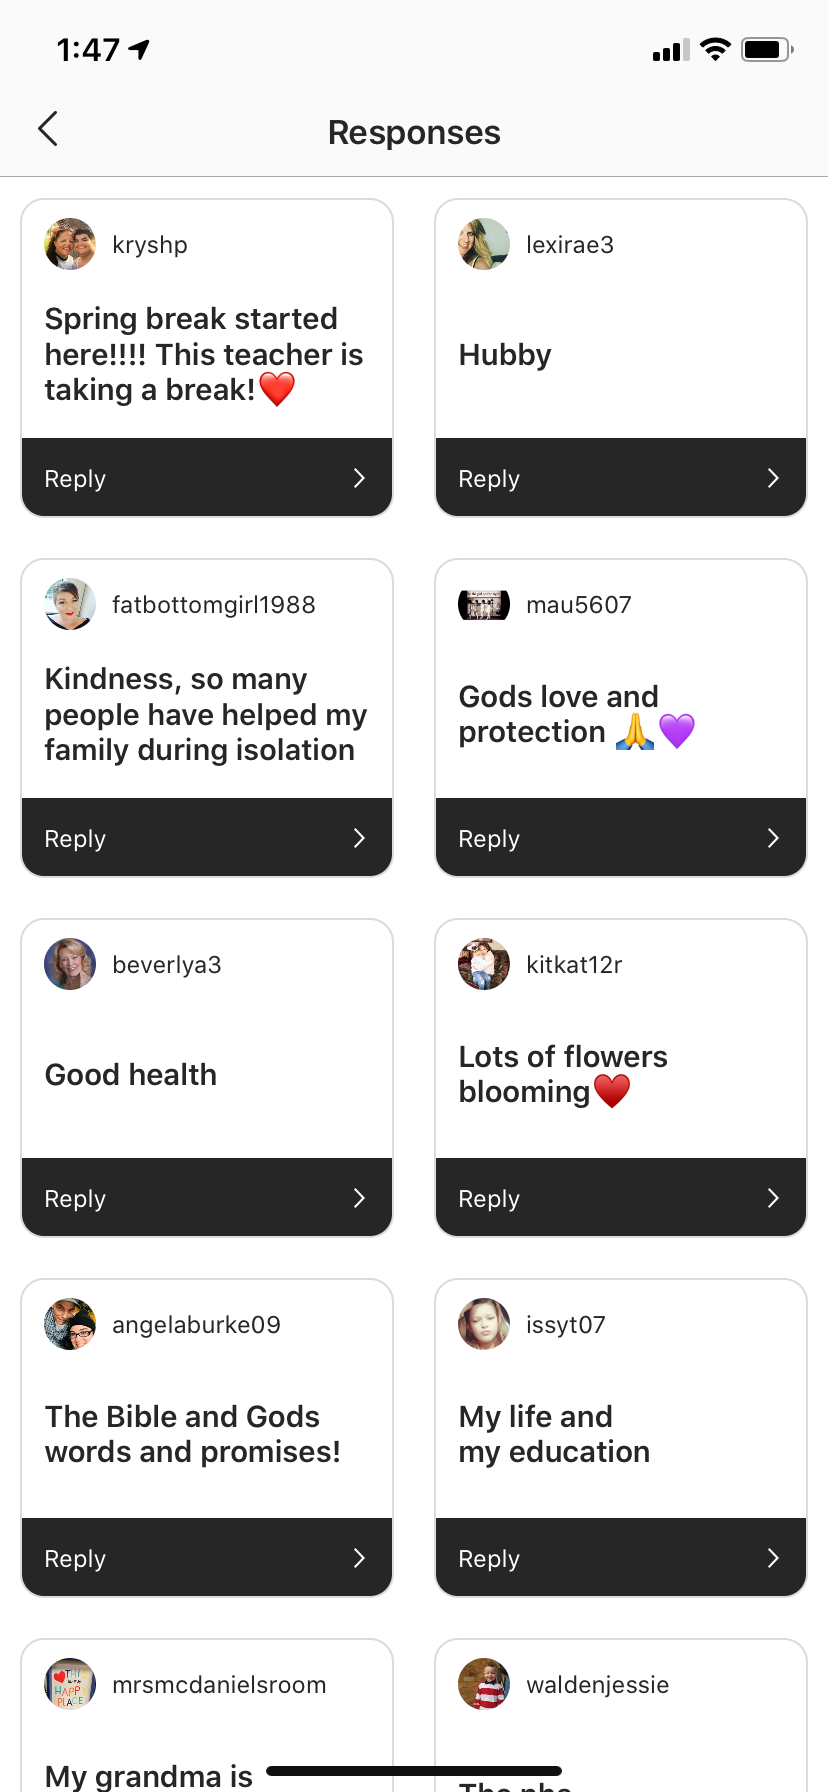 1:47
Responses
kryshp
Spring break started
here!!!! This teacher is
taking a break!❤️
Reply
lexirae3
Hubby
Reply
fatbottomgirl1988
Kindness, so many
people have helped my
family during isolation
Reply
mau5607
Gods love and
protection 🙏💜
Reply
beverlya3
Good health
Reply
kitkat12r
Lots of flowers
blooming♥️
Reply
angelaburke09
The Bible and Gods
words and promises!
Reply
issyt07
My life and
my education
Reply
mrsmcdanielsroom
My grandma is
waldenjessie
The